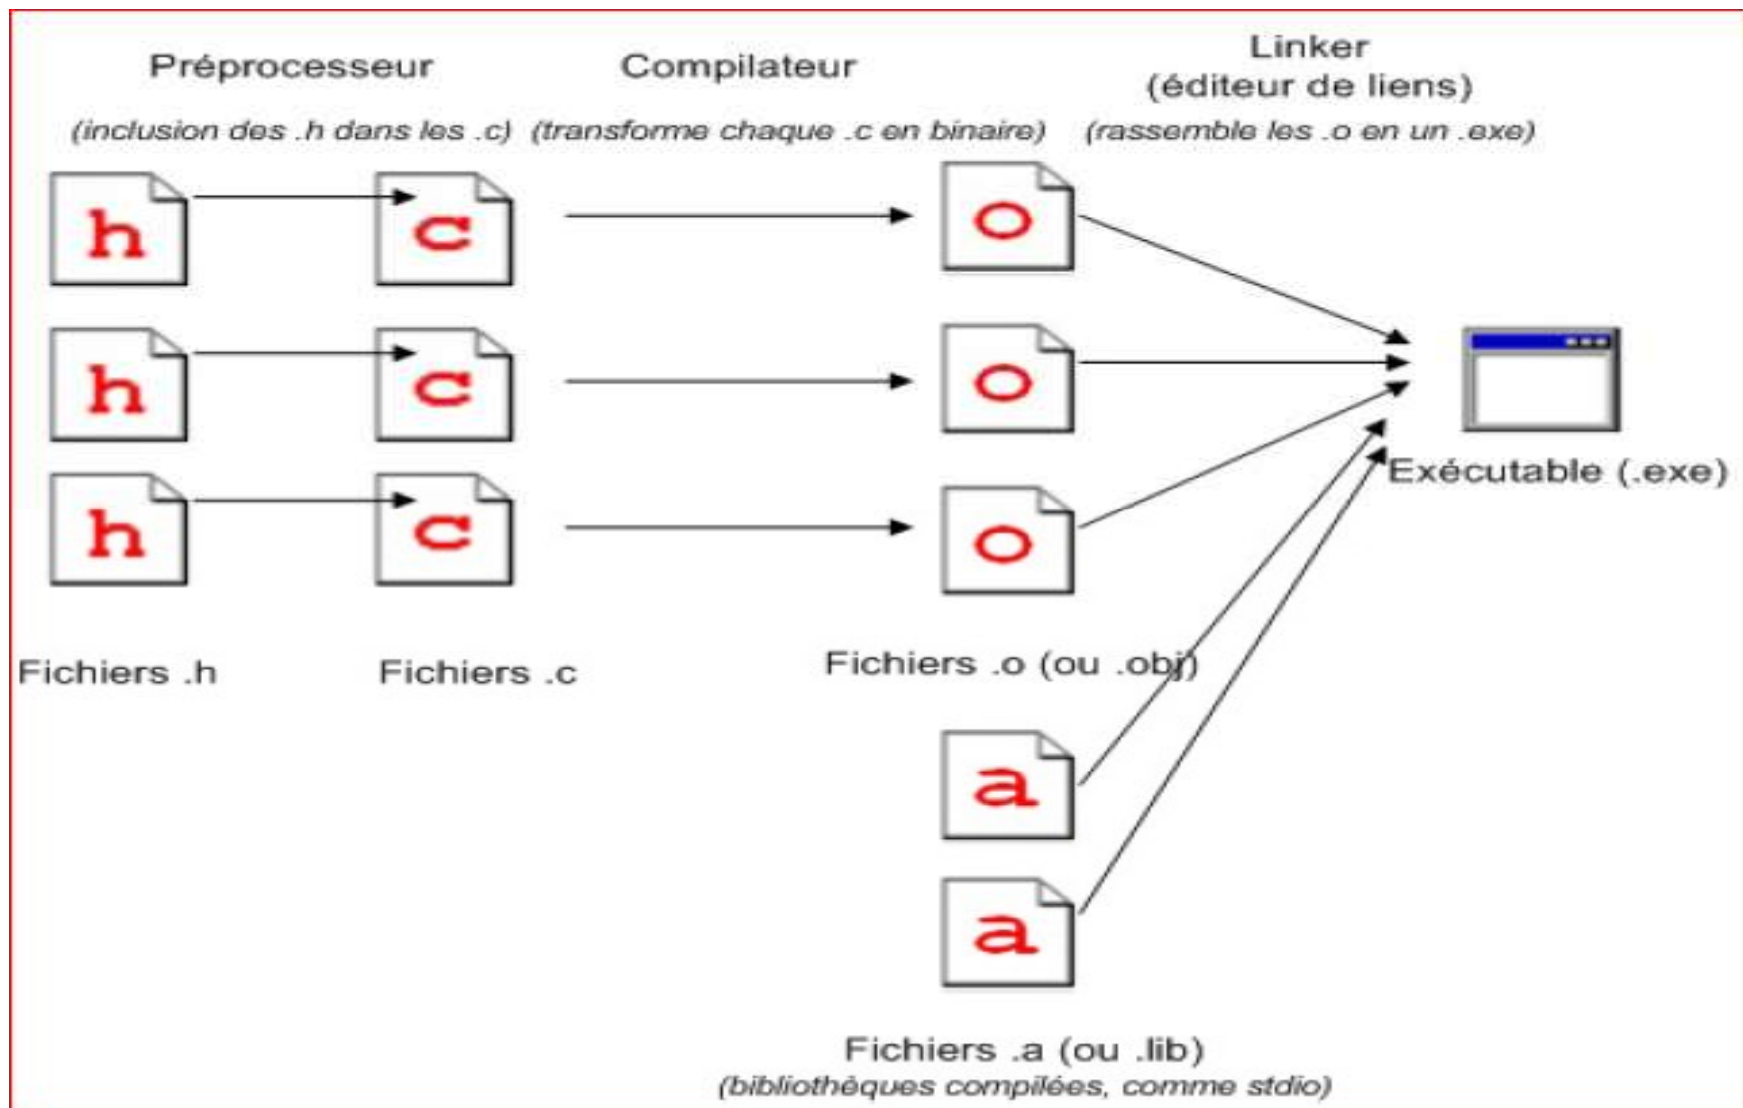 Préprocesseur
Compilateur
Linker
(éditeur de liens)
(inclusion des .h dans les .c)
(transforme chaque .c en binaire)
(rassemble les .o en un .exe)
h
c
o
h
c
o
h
c
o
Exécutable (.exe)
Fichiers .h
Fichiers .c
Fichiers .o (ou .obj)
a
a
Fichiers .a (ou .lib)
(bibliothèques compilées, comme stdio)